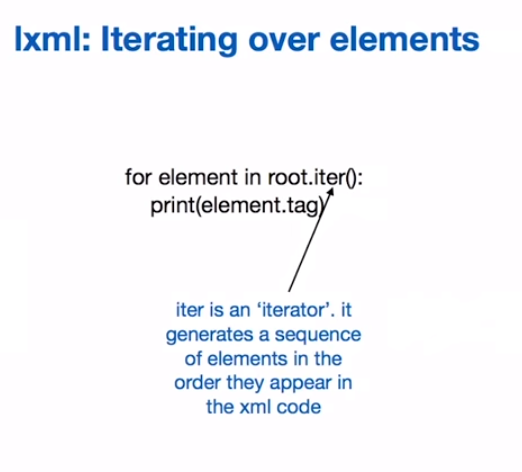 lxml: Iterating over elements
for element in root.iter():
print(element.tag)
iter is an ‘iterator’. it
generates a sequence
of elements in the
order they appear in
the xml code